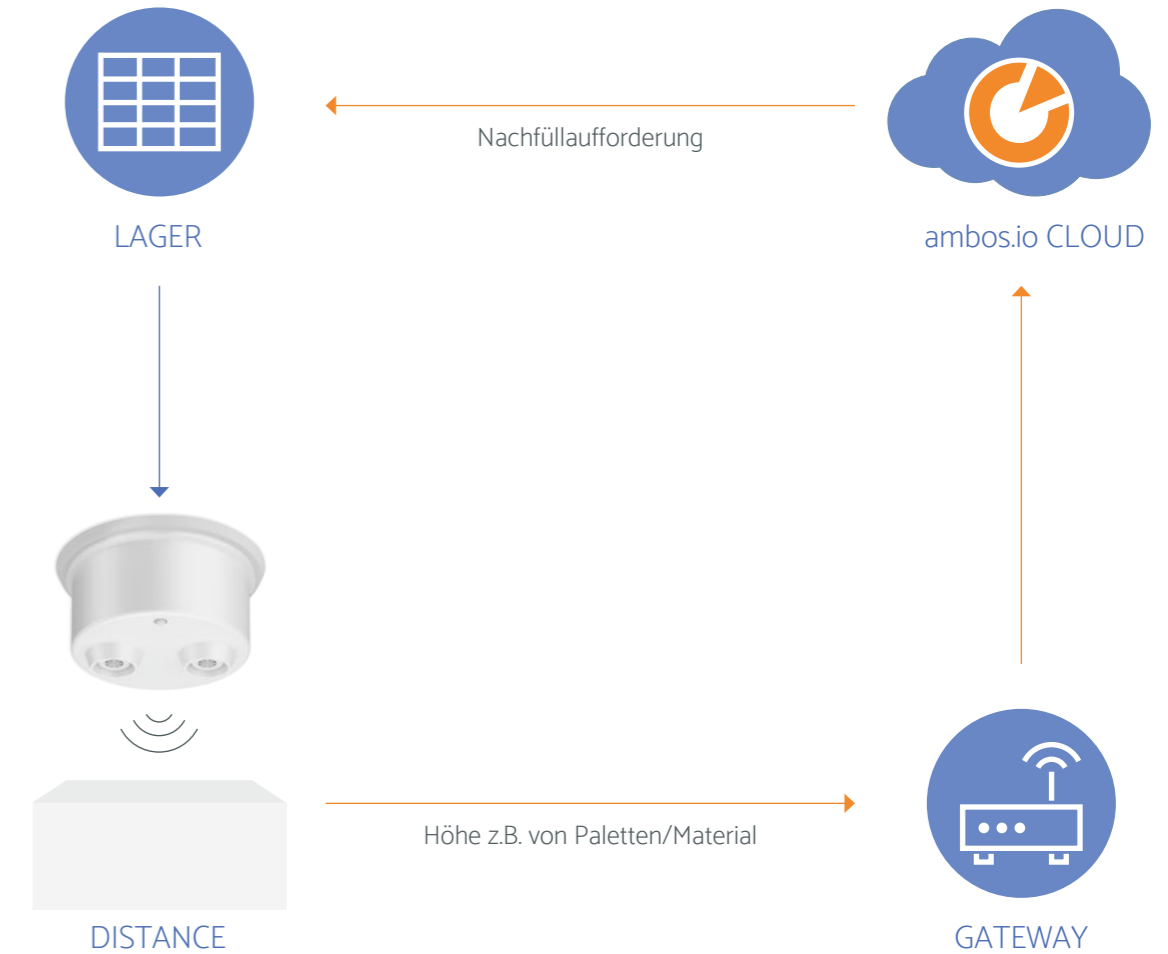 Nachfüllaufforderung
LAGER
ambos.io CLOUD
Höhe z.B. von Paletten/Material
DISTANCE
GATEWAY